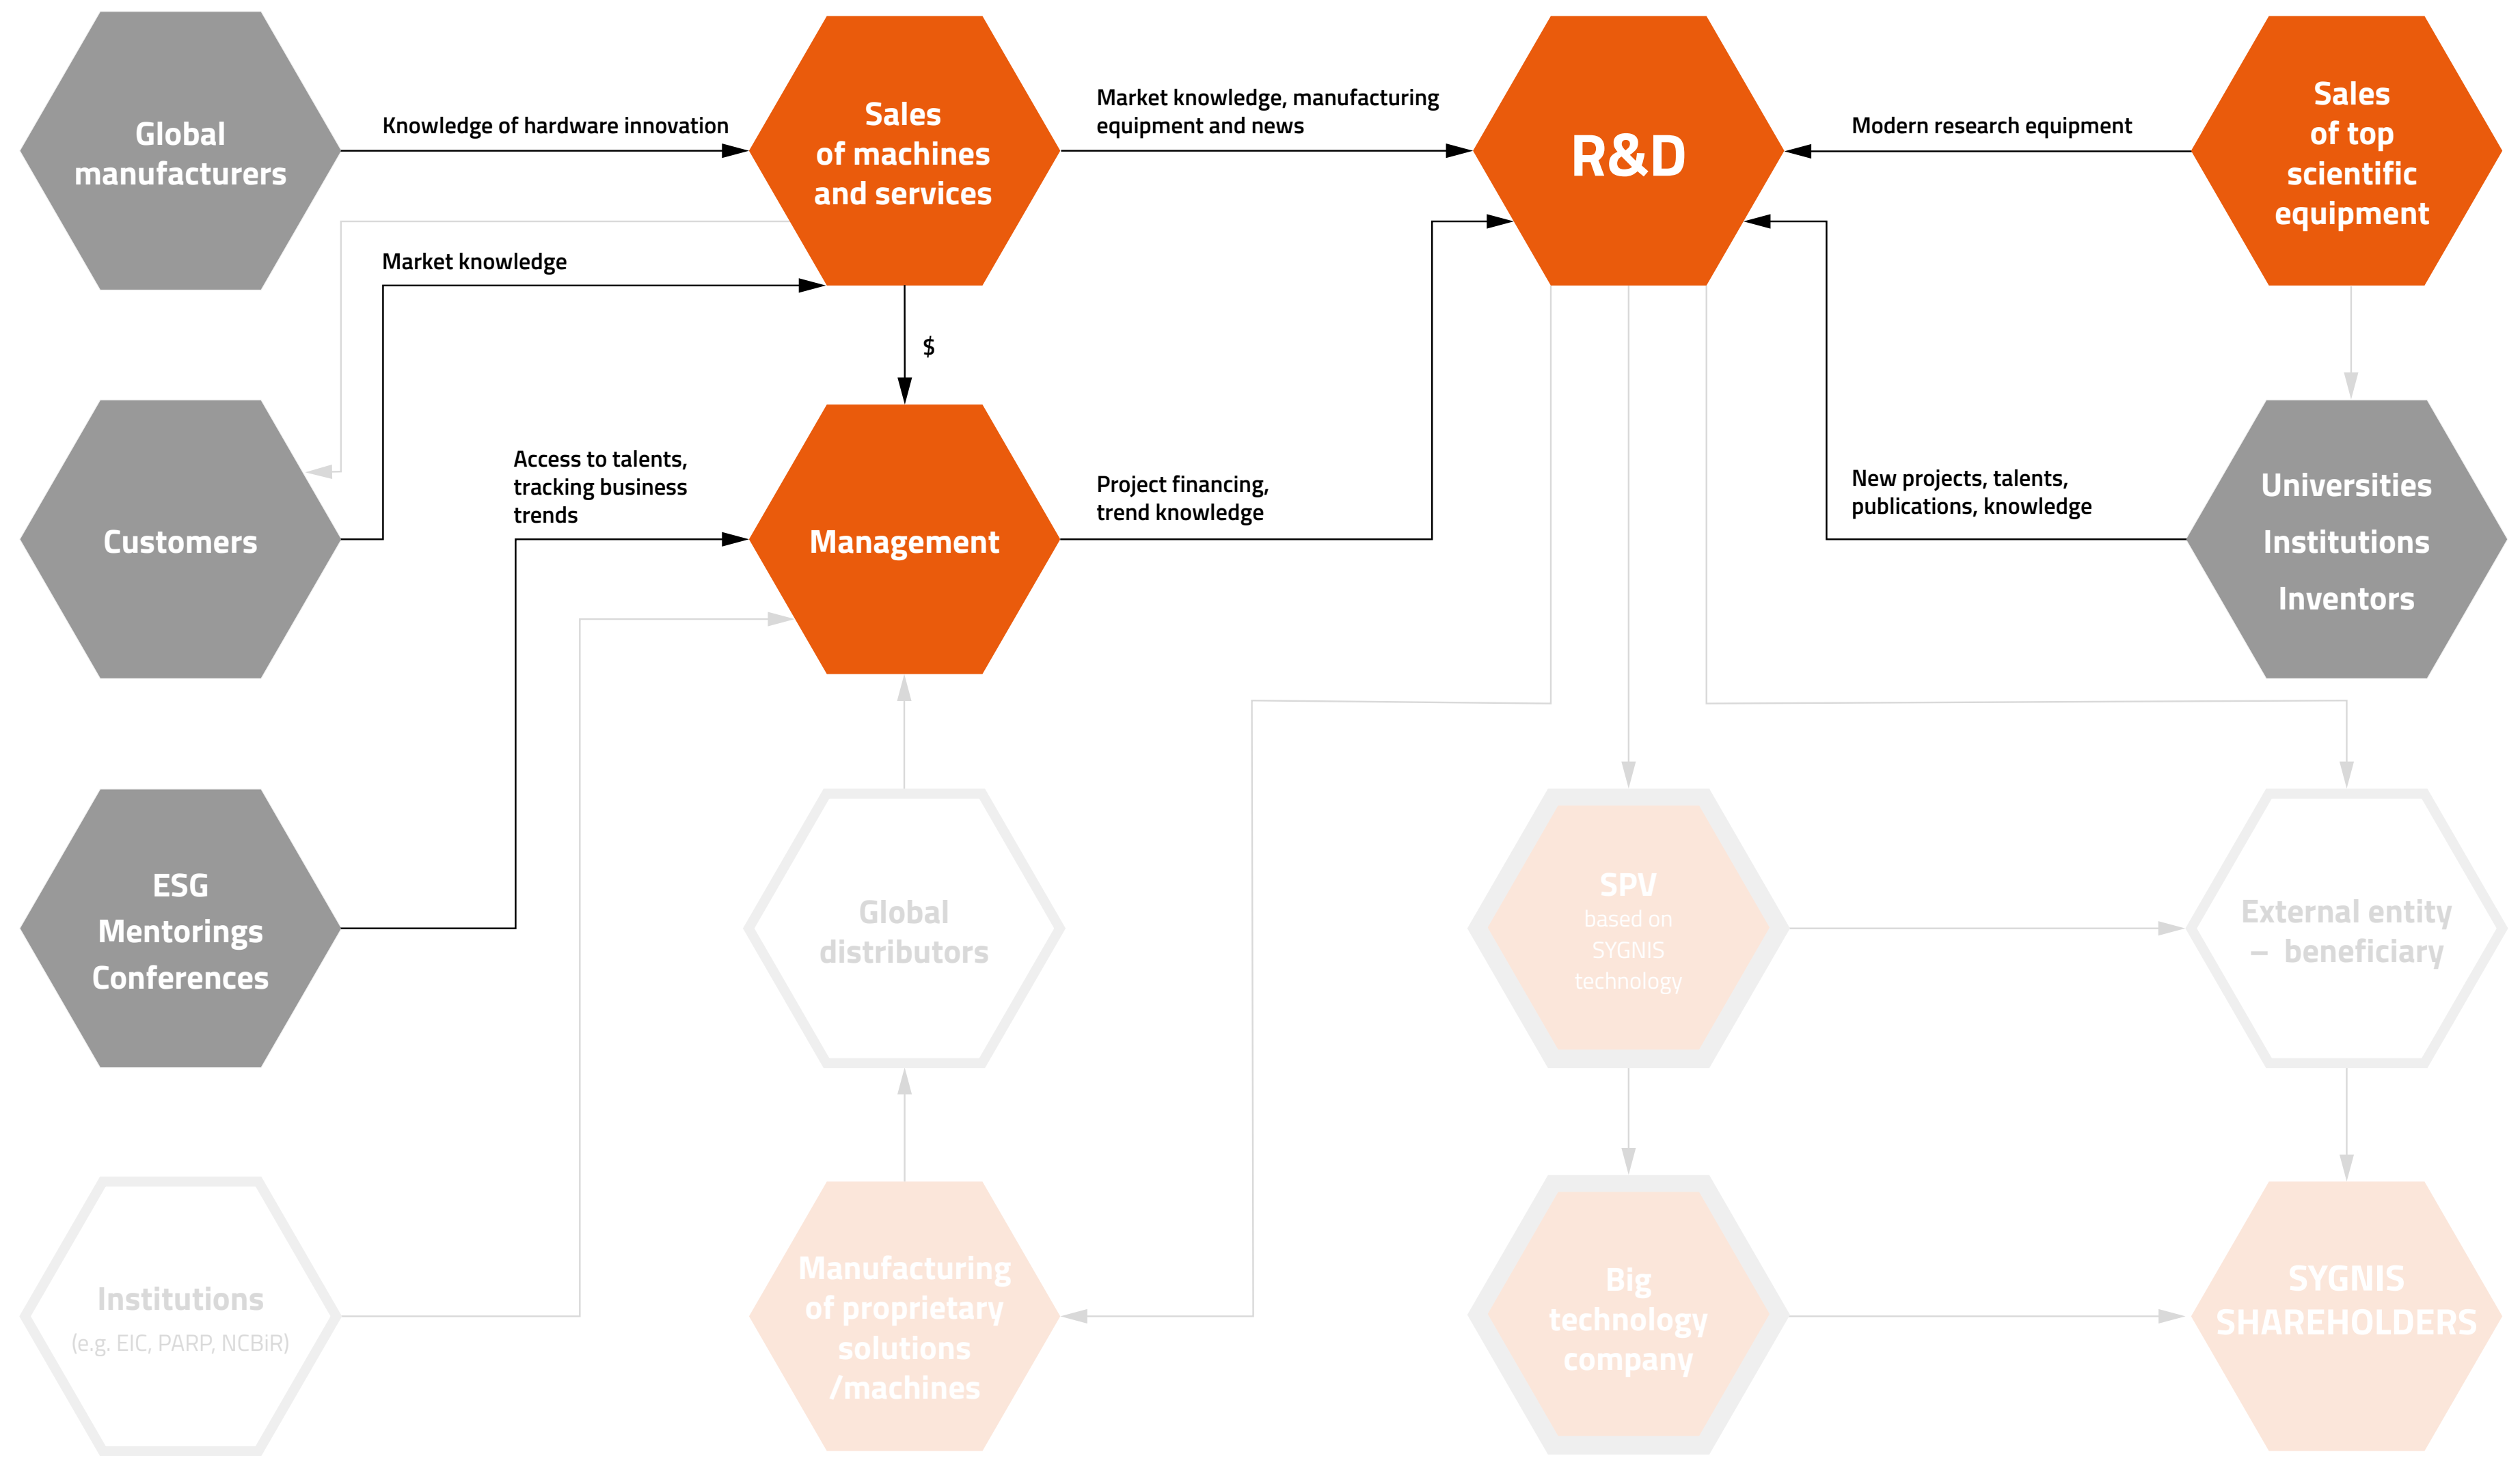 Global
manufacturers
Knowledge of hardware innovation
Sales
of machines
and services
Market knowledge, manufacturing
equipment and news
R&D
Modern research equipment
Sales
of top
scientific
equipment
Market knowledge
$
Customers
Access to talents,
tracking business
trends
Management
Project financing,
trend knowledge
New projects, talents,
publications, knowledge
Universities
Institutions
Inventors
ESG
Mentorings
Conferences
Global
distributors
SPV
based on
SYGNIS
technology
External entity
– beneficiary
Institutions
(e.g. EIC, PARP, NCBiR)
Manufacturing
of proprietary
solutions
/machines
Big
technology
company
SYGNIS
SHAREHOLDERS